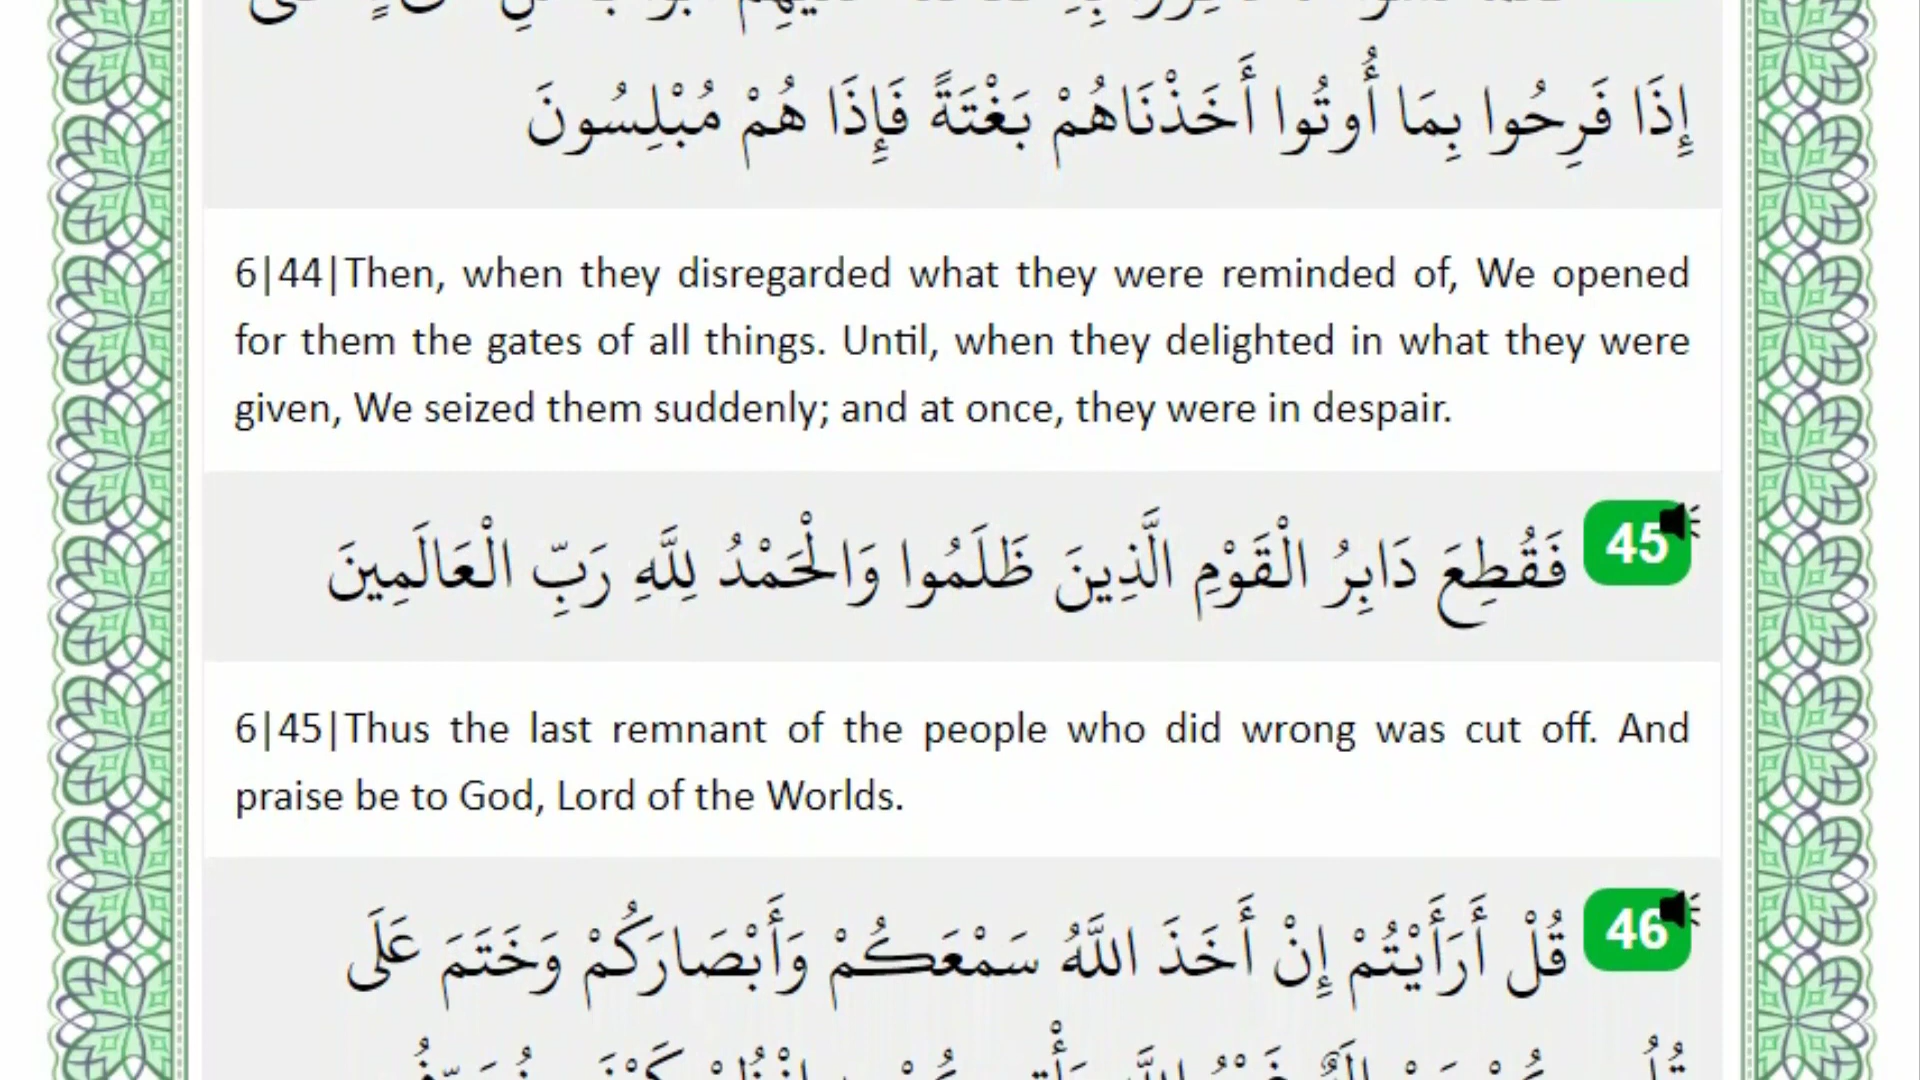 إِذَا فَرِحُوا بِمَا أُوتُوا أَخَذْنَاهُمْ بَغْتَةً فَإِذَا هُمْ مُبْلِسُونَ
6|44|Then, when they disregarded what they were reminded of, We opened
for them the gates of all things. Until, when they delighted in what they were
given, We seized them suddenly; and at once, they were in despair.
45 فَقُطِعَ دَابِرُ الْقَوْمِ الَّذِينَ ظَلَمُوا وَالْحَمْدُ لِلَّهِ رَبِّ الْعَالَمِينَ
6|45|Thus the last remnant of the people who did wrong was cut off. And
praise be to God, Lord of the Worlds.
46 قُلْ أَرَأَيْتُمْ إِنْ أَخَذَ اللَّهُ سَمْعَكُمْ وَأَبْصَارَكُمْ وَخَتَمَ عَلَى